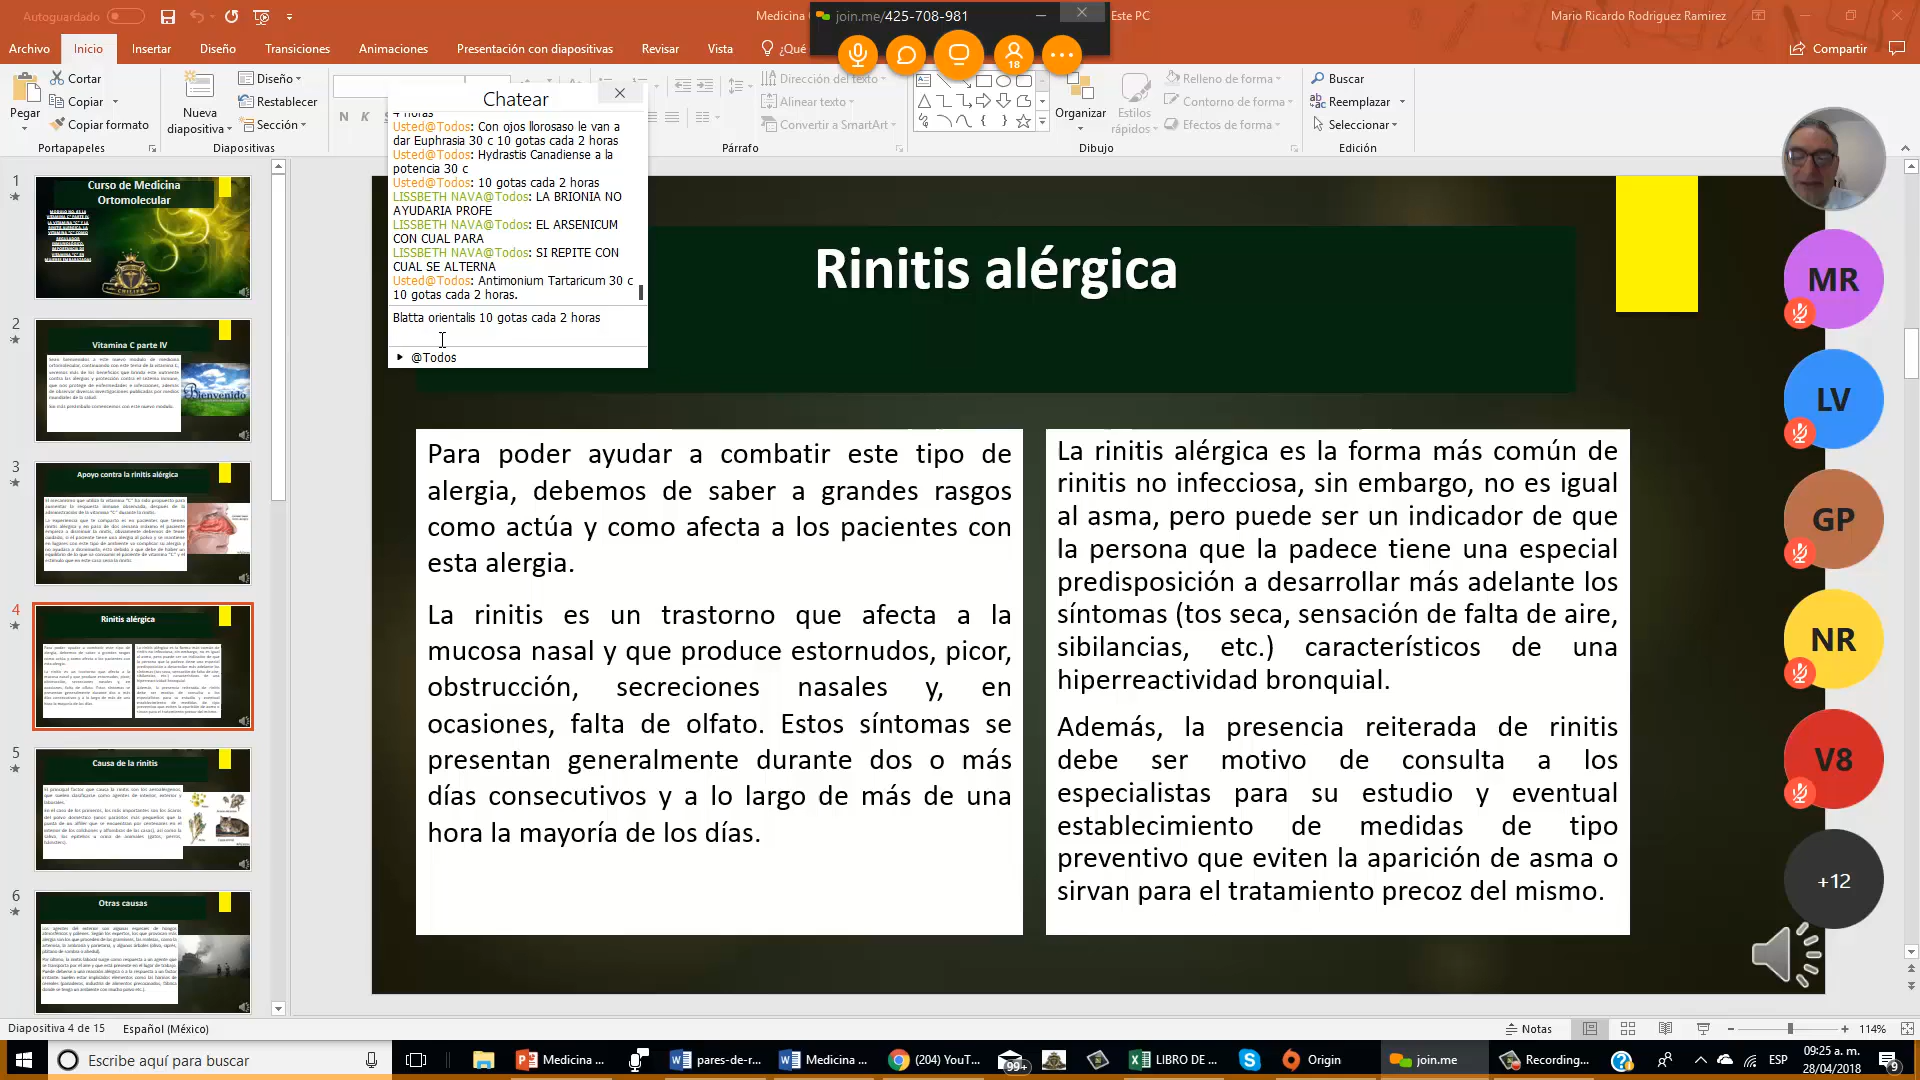 Autoguardado
Medicina
join.me/425-708-981
Este PC
Mario Ricardo Rodriguez Ramirez
Archivo
Inicio
Insertar
Diseño
Transiciones
Animaciones
Presentación con diapositivas
Revisar
Vista
¿Qué
18
Compartir
Pegar
Cortar
Copiar
Copiar formato
Portapapeles
Nueva
diapositiva
Diseño
Restablecer
Sección
Diapositivas
N
K
Dirección del texto
Alinear texto
Convertir a SmartArt
Párrafo
Organizar
Estilos
rápidos
Relleno de forma
Contorno de forma
Efectos de forma
Dibujo
Buscar
Reemplazar
Seleccionar
Edición
Chatear
4 horas
Usted@Todos: Con ojos llorosaso le van a
dar Euphrasia 30 c 10 gotas cada 2 horas
Usted@Todos: Hydrastis Canadiense a la
potencia 30 c
Usted@Todos: 10 gotas cada 2 horas
LISSBETH NAVA@Todos: LA BRIONIA NO
AYUDARIA PROFE
LISSBETH NAVA@Todos: EL ARSENICUM
CON CUAL PARA
LISSBETH NAVA@Todos: SI REPITE CON
CUAL SE ALTERNA
Usted@Todos: Antimonium Tartaricum 30 c
10 gotas cada 2 horas.
Blatta orientalis 10 gotas cada 2 horas
@Todos
1
Curso de Medicina
Ortomolecular
2
Vitamina C parte IV
Bienvenido
3
Apoyo contra la rinitis alérgica
4
Rinitis alérgica
5
Causa de la rinitis
6
Otras causas
Rinitis alérgica
Para poder ayudar a combatir este tipo de
alergia, debemos de saber a grandes rasgos
como actúa y como afecta a los pacientes con
esta alergia.
La rinitis es un trastorno que afecta a la
mucosa nasal y que produce estornudos, picor,
obstrucción, secreciones nasales y, en
ocasiones, falta de olfato. Estos síntomas se
presentan generalmente durante dos o más
días consecutivos y a lo largo de más de una
hora la mayoría de los días.
La rinitis alérgica es la forma más común de
rinitis no infecciosa, sin embargo, no es igual
al asma, pero puede ser un indicador de que
la persona que la padece tiene una especial
predisposición a desarrollar más adelante los
síntomas (tos seca, sensación de falta de aire,
sibilancias, etc.) característicos de una
hiperreactividad bronquial.
Además, la presencia reiterada de rinitis
debe ser motivo de consulta a los
especialistas para su estudio y eventual
establecimiento de medidas de tipo
preventivo que eviten la aparición de asma o
sirvan para el tratamiento precoz del mismo.
MR
LV
GP
NR
V8
+12
Diapositiva 4 de 15
Español (México)
Notas
114%
Escribe aquí para buscar
Medicina ...
pares-de-r...
Medicina ...
(204) YouT...
99+
LIBRO DE ...
Origin
join.me
Recording...
ESP
09:25 a. m.
28/04/2018
9